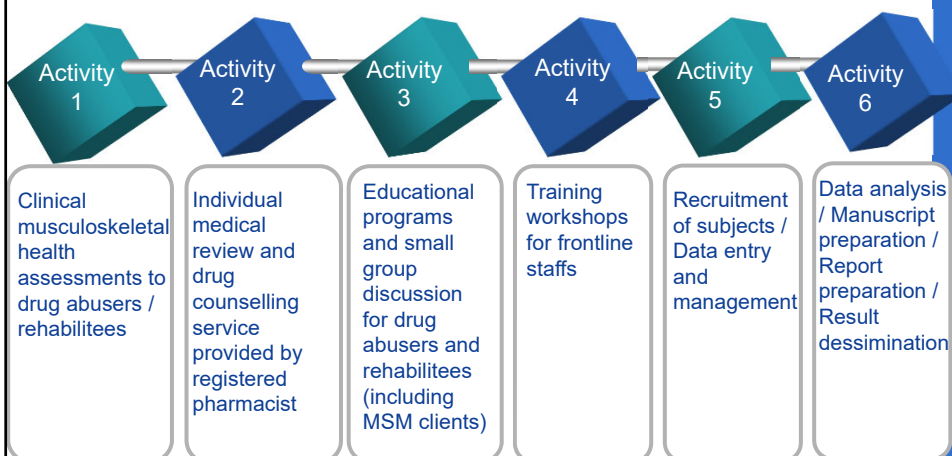 Activity
1
Activity
2
Activity
3
Activity
4
Activity
5
Activity
6
Clinical
musculoskeletal
health
assessments to
drug abusers /
rehabilitees
Individual
medical
review and
drug
counselling
service
provided by
registered
pharmacist
Educational
programs
and small
group
discussion
for drug
abusers and
rehabilitees
(including
MSM clients)
Training
workshops
for frontline
staffs
Recruitment
of subjects /
Data entry
and
management
Data analysis
/ Manuscript
preparation /
Report
preparation /
Result
dessimination